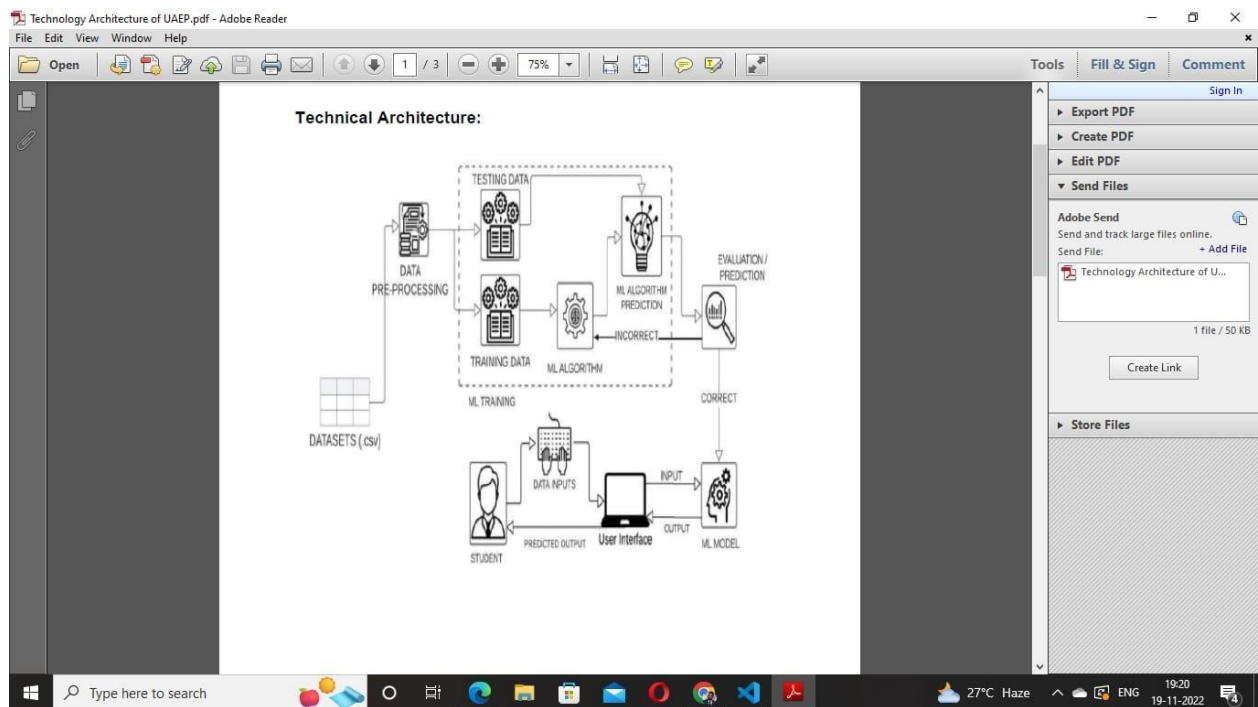 Technology Architecture of UAEP.pdf - Adobe Reader
File Edit View Window Help
Open 1 / 3 75% Tools Fill & Sign Comment
Sign In
Export PDF
Create PDF
Edit PDF
Send Files
Adobe Send
Send and track large files online.
Send File: + Add File
Technology Architecture of U...
1 file / 50 KB
Create Link
Store Files
Technical Architecture:
TESTING DATA
DATA
PRE-PROCESSING
EVALUATION /
PREDICTION
ML ALGORITHM
PREDICTION
INCORRECT
TRAINING DATA
ML ALGORITHM
ML TRAINING
CORRECT
DATASETS (.csv)
DATA INPUTS
INPUT
OUTPUT
PREDCTED OUTPUT
User Interface
ML MODEL
STUDENT
Type here to search
27°C Haze
ENG
19:20
19-11-2022
4